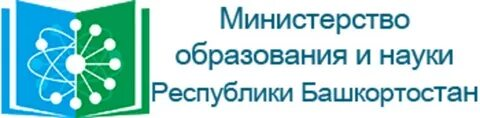 Министерство
образования и науки
Республики Башкортостан